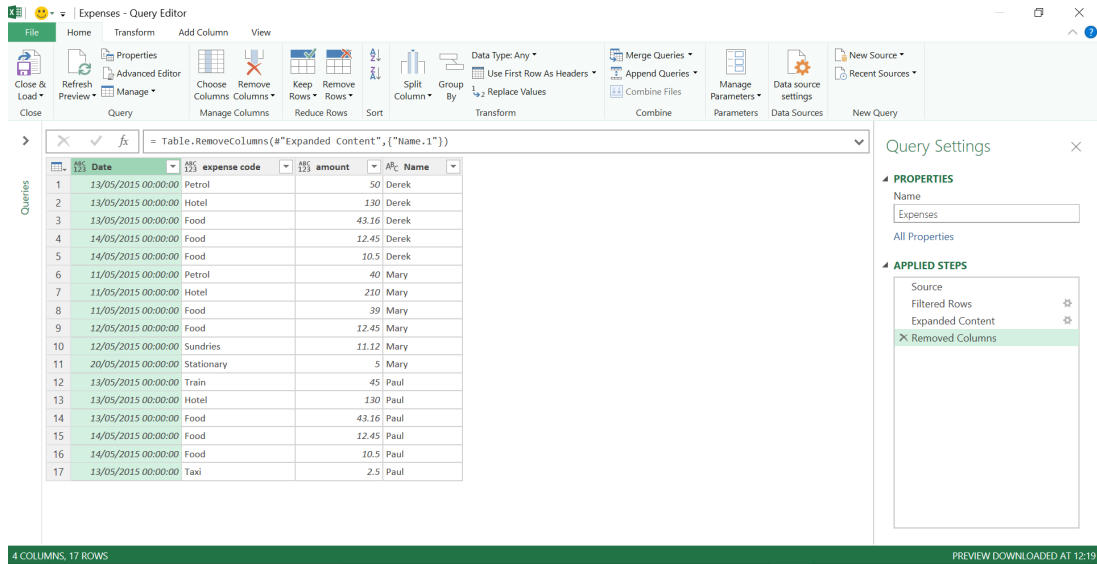 Expenses - Query Editor
File Home Transform Add Column View
Close & Load
Refresh Preview
Properties
Advanced Editor
Manage
Choose Columns
Remove Columns
Keep Rows
Remove Rows
Split Column
Group By
Data Type: Any
Use First Row As Headers
Replace Values
Merge Queries
Append Queries
Combine Files
Manage Parameters
Data source settings
New Source
Recent Sources
Close Query Manage Columns Reduce Rows Sort Transform Combine Parameters Data Sources New Query
fx = Table.RemoveColumns(#"Expanded Content",{"Name.1"})
Queries
ABC 123 Date ABC 123 expense code ABC 123 amount ABC Name
1 13/05/2015 00:00:00 Petrol 50 Derek
2 13/05/2015 00:00:00 Hotel 130 Derek
3 13/05/2015 00:00:00 Food 43.16 Derek
4 14/05/2015 00:00:00 Food 12.45 Derek
5 14/05/2015 00:00:00 Food 10.5 Derek
6 11/05/2015 00:00:00 Petrol 40 Mary
7 11/05/2015 00:00:00 Hotel 210 Mary
8 11/05/2015 00:00:00 Food 39 Mary
9 12/05/2015 00:00:00 Food 12.45 Mary
10 12/05/2015 00:00:00 Sundries 11.12 Mary
11 20/05/2015 00:00:00 Stationary 5 Mary
12 13/05/2015 00:00:00 Train 45 Paul
13 13/05/2015 00:00:00 Hotel 130 Paul
14 13/05/2015 00:00:00 Food 43.16 Paul
15 14/05/2015 00:00:00 Food 12.45 Paul
16 14/05/2015 00:00:00 Food 10.5 Paul
17 13/05/2015 00:00:00 Taxi 2.5 Paul
Query Settings
PROPERTIES
Name
Expenses
All Properties
APPLIED STEPS
Source
Filtered Rows
Expanded Content
Removed Columns
4 COLUMNS, 17 ROWS
PREVIEW DOWNLOADED AT 12:19